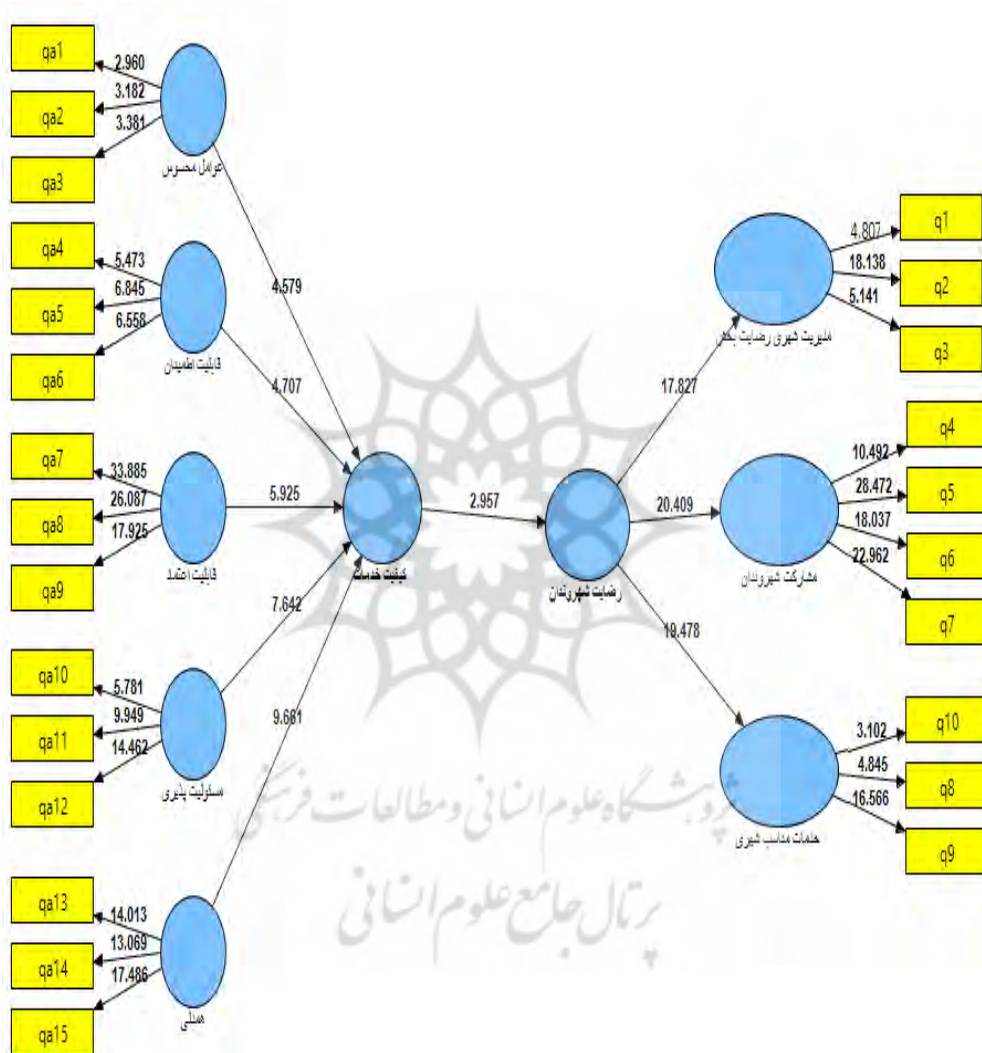 qa1
2.960
qa2
3.182
qa3
3.381
عوامل محسوس
4.579
qa4
5.473
qa5
6.845
qa6
6.558
قابلیت اطمینان
4.707
qa7
33.885
qa8
26.087
qa9
17.925
قابلیت اعتماد
5.925
qa10
5.781
qa11
9.949
qa12
14.462
مسئولیت پذیری
7.642
qa13
14.013
qa14
13.069
qa15
17.486
همدلی
9.661
کیفیت خدمات
2.957
رضایت شهروندان
17.827
20.409
19.478
مدیریت شهری رضایت بخش
4.807
q1
18.138
q2
5.141
q3
مشارکت شهروندان
10.492
q4
28.472
q5
18.037
q6
22.962
q7
خدمات مناسب شهری
3.102
q10
4.845
q8
16.566
q9
پژوهشگاه علوم انسانی و مطالعات فرهنگی
پرتال جامع علوم انسانی